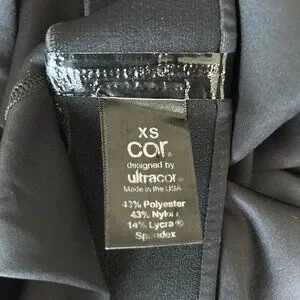 XS
cor.
designed by
ultracor.
Made in the USA
43% Polyester
43% Nylon
14% Lycra®
Spandex